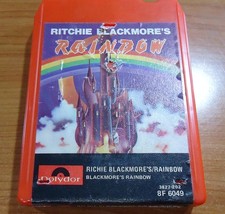 RITCHIE BLACKMORE'S
RAINBOW
polydor
RICHIE BLACKMORE'S/RAINBOW
BLACKMORE'S RAINBOW
8F 6049